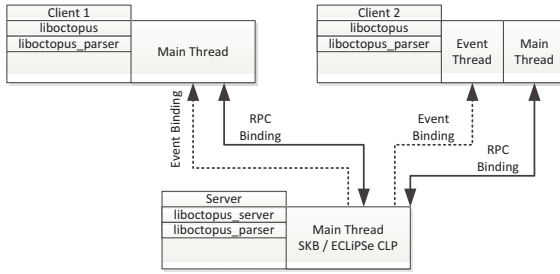 Client 1
liboctopus
liboctopus_parser
Main Thread
Client 2
liboctopus
liboctopus_parser
Event
Thread
Main
Thread
Event Binding
RPC
Binding
Event
Binding
RPC
Binding
Server
liboctopus_server
liboctopus_parser
Main Thread
SKB / ECLiPSe CLP